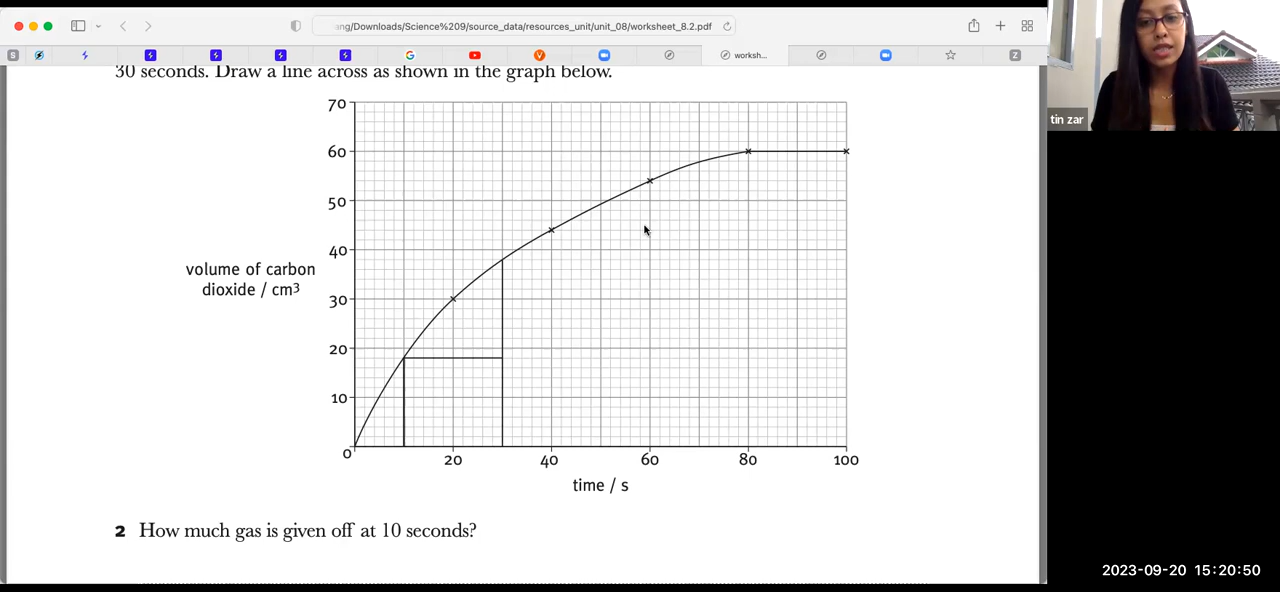 ang/Downloads/Science%209/source_data/resources_unit/unit_08/worksheet_8.2.pdf
S
G
V
worksh...
Z
tin zar
30 seconds. Draw a line across as shown in the graph below.
70
60
50
40
30
20
10
0
volume of carbon
dioxide / cm³
20 40 60 80 100
time / s
2 How much gas is given off at 10 seconds?
2023-09-20 15:20:50